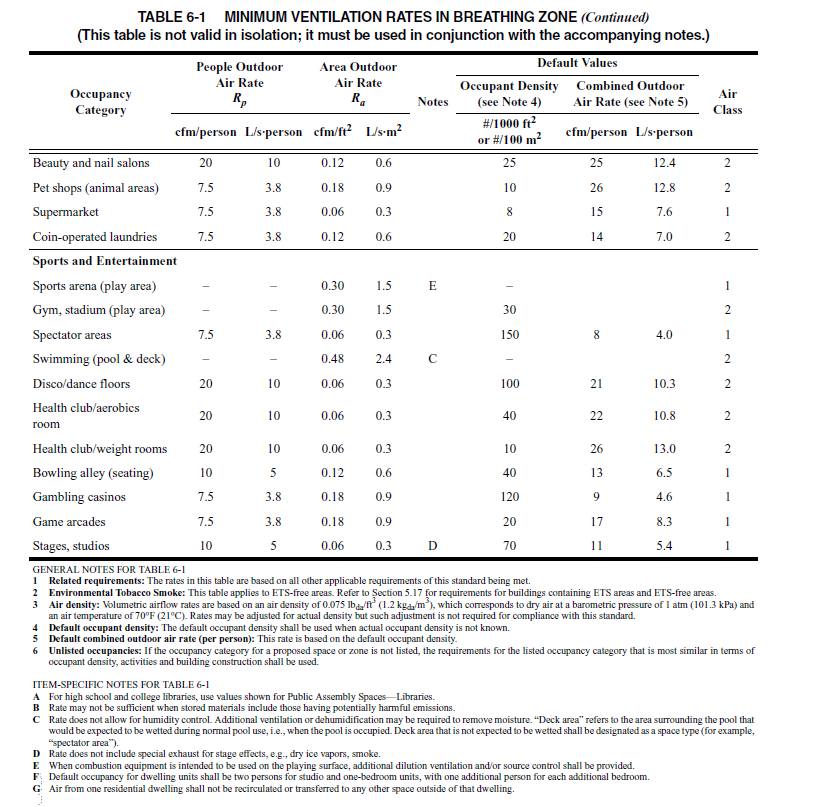 TABLE 6-1 MINIMUM VENTILATION RATES IN BREATHING ZONE (Continued)
(This table is not valid in isolation; it must be used in conjunction with the accompanying notes.)
Occupancy Category People Outdoor Air Rate Rp Area Outdoor Air Rate Ra Notes Default Values Air Class
Occupant Density (see Note 4) Combined Outdoor Air Rate (see Note 5)
cfm/person L/s·person cfm/ft2 L/s·m2 #/1000 ft2 or #/100 m2 cfm/person L/s·person
Beauty and nail salons 20 10 0.12 0.6 25 25 12.4 2
Pet shops (animal areas) 7.5 3.8 0.18 0.9 10 26 12.8 2
Supermarket 7.5 3.8 0.06 0.3 8 15 7.6 1
Coin-operated laundries 7.5 3.8 0.12 0.6 20 14 7.0 2
Sports and Entertainment
Sports arena (play area) – – 0.30 1.5 E – 1
Gym, stadium (play area) – – 0.30 1.5 30 2
Spectator areas 7.5 3.8 0.06 0.3 150 8 4.0 1
Swimming (pool & deck) – – 0.48 2.4 C – 2
Disco/dance floors 20 10 0.06 0.3 100 21 10.3 2
Health club/aerobics room 20 10 0.06 0.3 40 22 10.8 2
Health club/weight rooms 20 10 0.06 0.3 10 26 13.0 2
Bowling alley (seating) 10 5 0.12 0.6 40 13 6.5 1
Gambling casinos 7.5 3.8 0.18 0.9 120 9 4.6 1
Game arcades 7.5 3.8 0.18 0.9 20 17 8.3 1
Stages, studios 10 5 0.06 0.3 D 70 11 5.4 1
GENERAL NOTES FOR TABLE 6-1
1 Related requirements: The rates in this table are based on all other applicable requirements of this standard being met.
2 Environmental Tobacco Smoke: This table applies to ETS-free areas. Refer to Section 5.17 for requirements for buildings containing ETS areas and ETS-free areas.
3 Air density: Volumetric airflow rates are based on an air density of 0.075 lbda/ft3 (1.2 kgda/m3), which corresponds to dry air at a barometric pressure of 1 atm (101.3 kPa) and
an air temperature of 70°F (21°C). Rates may be adjusted for actual density but such adjustment is not required for compliance with this standard.
4 Default occupant density: The default occupant density shall be used when actual occupant density is not known.
5 Default combined outdoor air rate (per person): This rate is based on the default occupant density.
6 Unlisted occupancies: If the occupancy category for a proposed space or zone is not listed, the requirements for the listed occupancy category that is most similar in terms of
occupant density, activities and building construction shall be used.
ITEM-SPECIFIC NOTES FOR TABLE 6-1
A For high school and college libraries, use values shown for Public Assembly Spaces—Libraries.
B Rate may not be sufficient when stored materials include those having potentially harmful emissions.
C Rate does not allow for humidity control. Additional ventilation or dehumidification may be required to remove moisture. “Deck area” refers to the area surrounding the pool that
would be expected to be wetted during normal pool use, i.e., when the pool is occupied. Deck area that is not expected to be wetted shall be designated as a space type (for example,
“spectator area”).
D Rate does not include special exhaust for stage effects, e.g., dry ice vapors, smoke.
E When combustion equipment is intended to be used on the playing surface, additional dilution ventilation and/or source control shall be provided.
F Default occupancy for dwelling units shall be two persons for studio and one-bedroom units, with one additional person for each additional bedroom.
G Air from one residential dwelling shall not be recirculated or transferred to any other space outside of that dwelling.